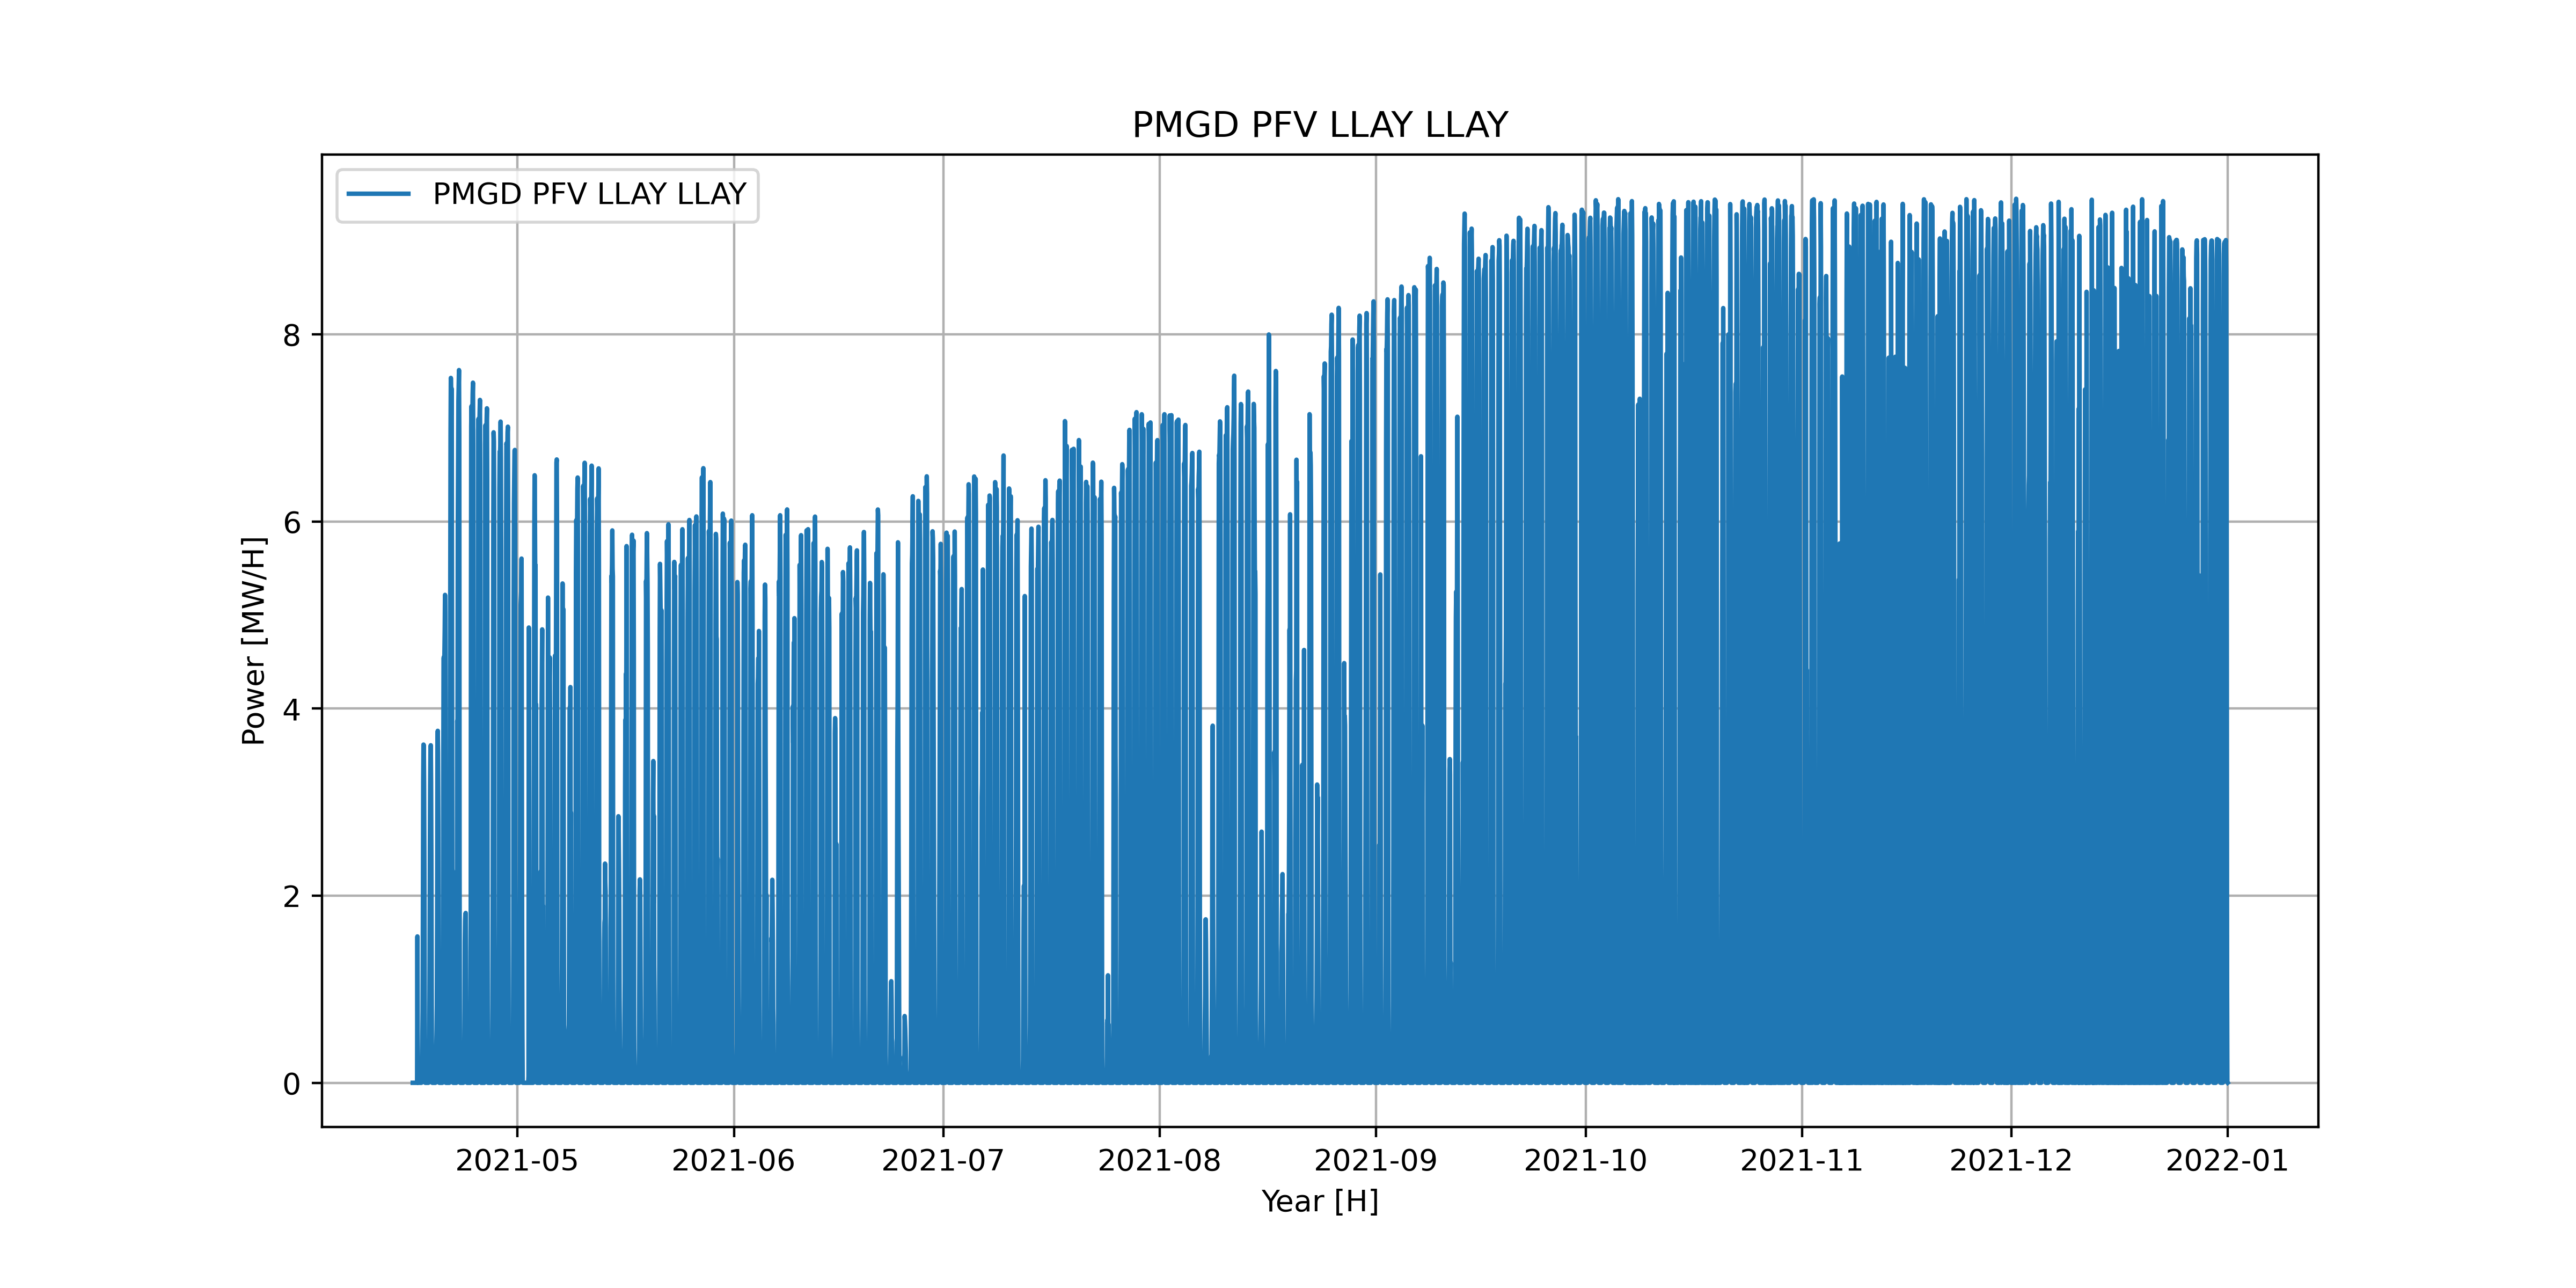 PMGD PFV LLAY LLAY
PMGD PFV LLAY LLAY
Power [MW/H]
8
6
4
2
0
2021-05 2021-06 2021-07 2021-08 2021-09 2021-10 2021-11 2021-12 2022-01
Year [H]